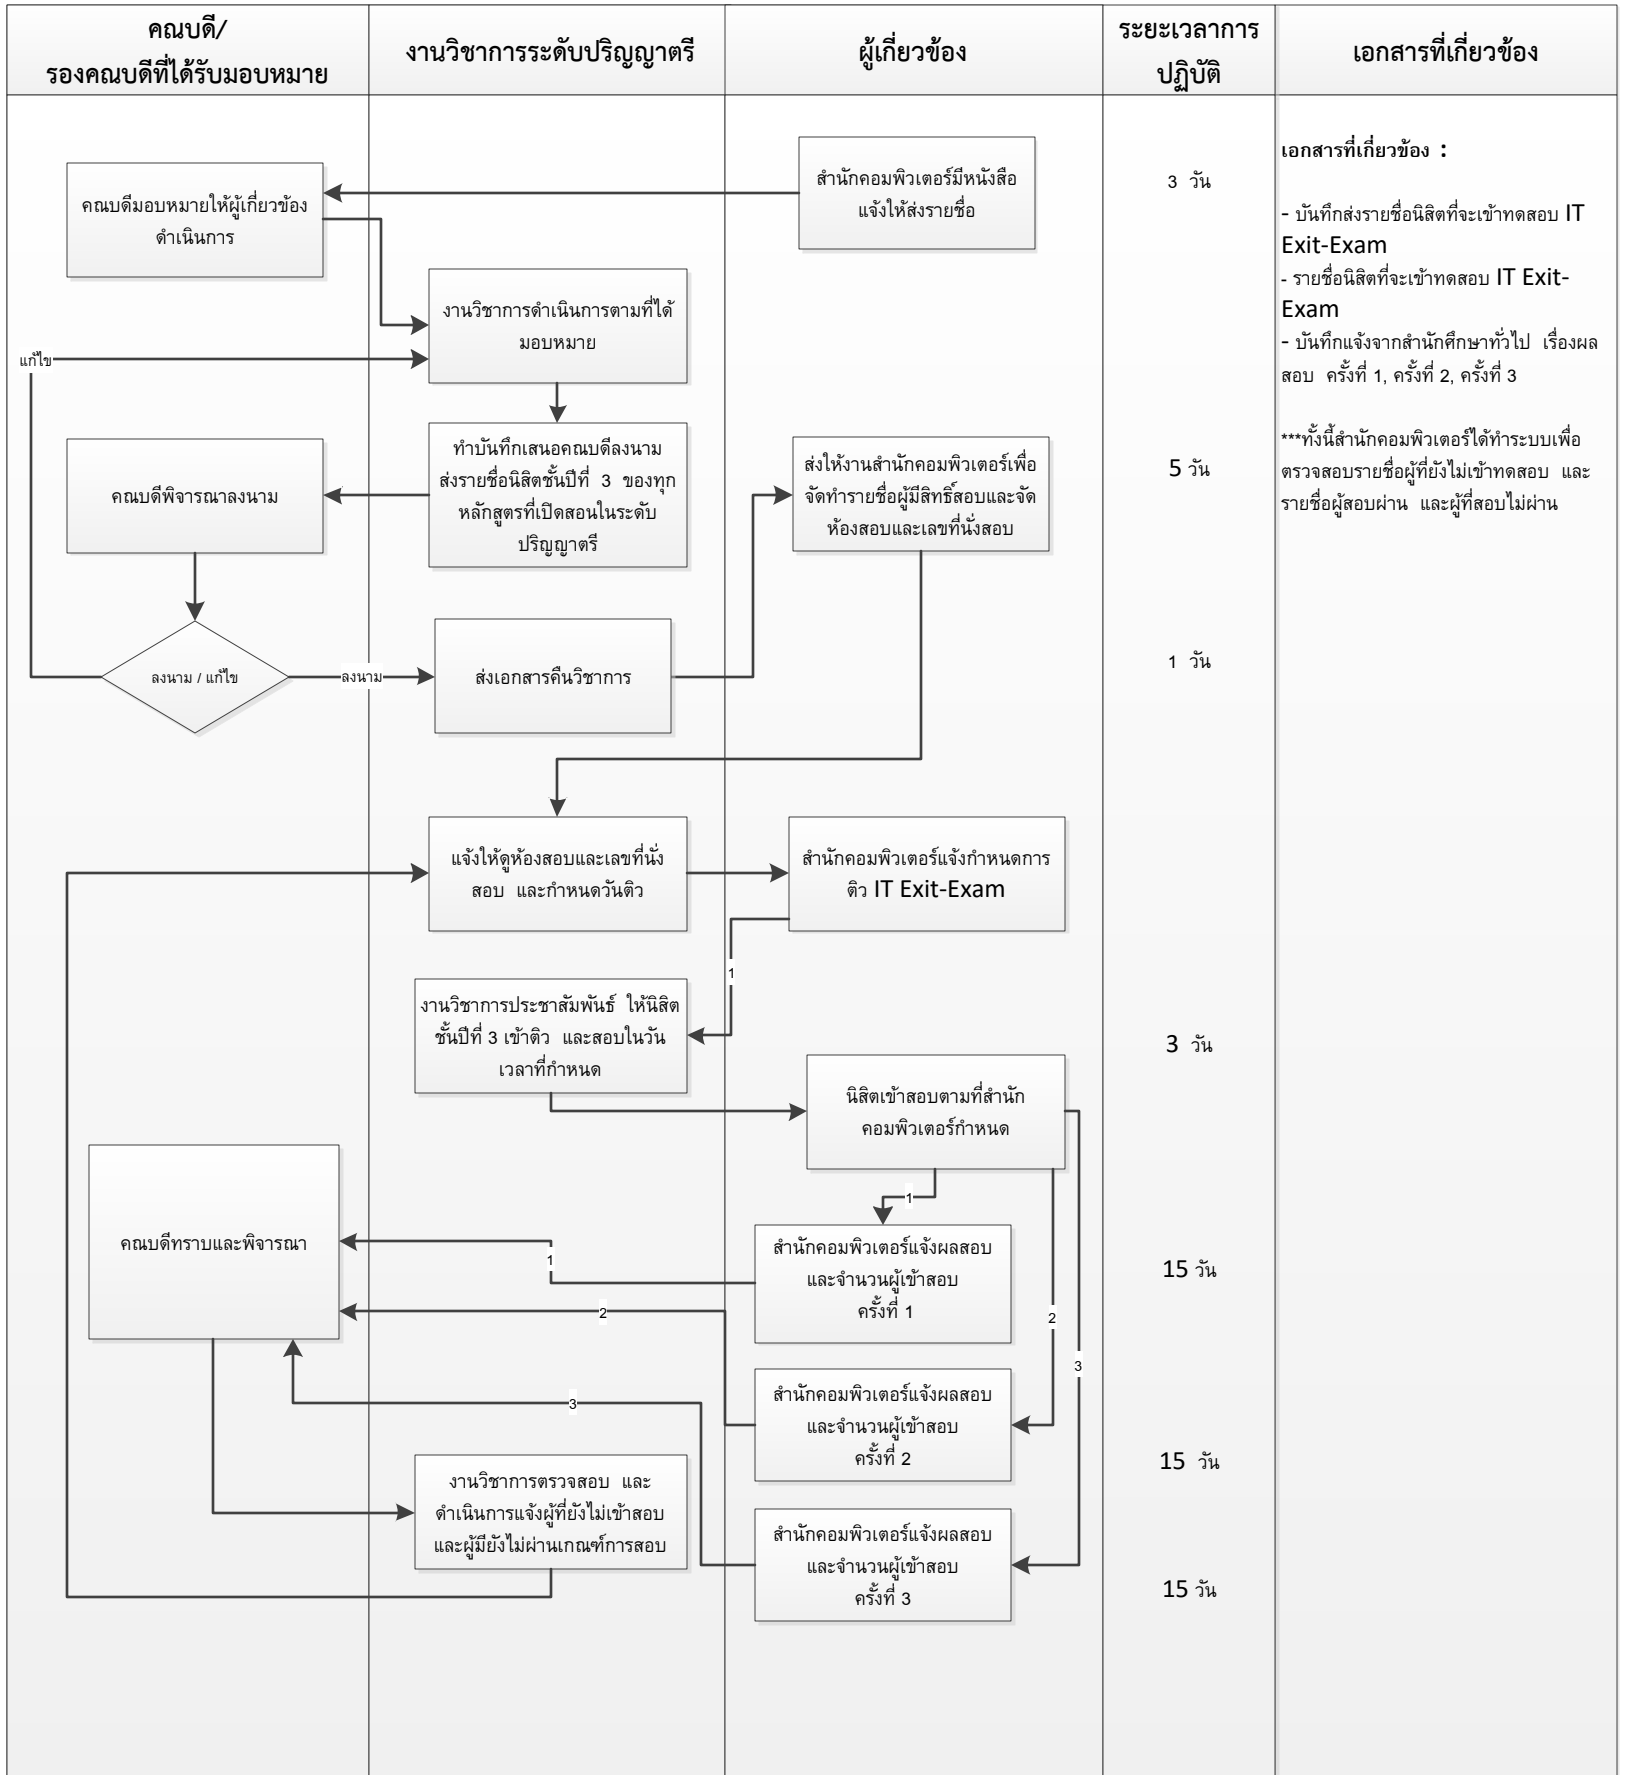 คณบดี/
รองคณบดีที่ได้รับมอบหมาย
งานวิชาการระดับปริญญาตรี
ผู้เกี่ยวข้อง
ระยะเวลาการ
ปฏิบัติ
เอกสารที่เกี่ยวข้อง
สำนักคอมพิวเตอร์มีหนังสือ
แจ้งให้ส่งรายชื่อ
3 วัน
คณบดีมอบหมายให้ผู้เกี่ยวข้อง
ดำเนินการ
งานวิชาการดำเนินการตามที่ได้
มอบหมาย
แก้ไข
ทำบันทึกเสนอคณบดีลงนาม
ส่งรายชื่อนิสิตชั้นปีที่ 3 ของทุก
หลักสูตรที่เปิดสอนในระดับ
ปริญญาตรี
คณบดีพิจารณาลงนาม
ส่งให้งานสำนักคอมพิวเตอร์เพื่อ
จัดทำรายชื่อผู้มีสิทธิ์สอบและจัด
ห้องสอบและเลขที่นั่งสอบ
5 วัน
ลงนาม / แก้ไข
ลงนาม
ส่งเอกสารคืนวิชาการ
1 วัน
แจ้งให้ดูห้องสอบและเลขที่นั่ง
สอบ และกำหนดวันติว
สำนักคอมพิวเตอร์แจ้งกำหนดการ
ติว IT Exit-Exam
1
งานวิชาการประชาสัมพันธ์ ให้นิสิต
ชั้นปีที่ 3 เข้าติว และสอบในวัน
เวลาที่กำหนด
3 วัน
นิสิตเข้าสอบตามที่สำนัก
คอมพิวเตอร์กำหนด
1
คณบดีทราบและพิจารณา
1
สำนักคอมพิวเตอร์แจ้งผลสอบ
และจำนวนผู้เข้าสอบ
ครั้งที่ 1
15 วัน
2
2
3
3
สำนักคอมพิวเตอร์แจ้งผลสอบ
และจำนวนผู้เข้าสอบ
ครั้งที่ 2
15 วัน
งานวิชาการตรวจสอบ และ
ดำเนินการแจ้งผู้ที่ยังไม่เข้าสอบ
และผู้มียังไม่ผ่านเกณฑ์การสอบ
สำนักคอมพิวเตอร์แจ้งผลสอบ
และจำนวนผู้เข้าสอบ
ครั้งที่ 3
15 วัน
เอกสารที่เกี่ยวข้อง :
- บันทึกส่งรายชื่อนิสิตที่จะเข้าทดสอบ IT
Exit-Exam
- รายชื่อนิสิตที่จะเข้าทดสอบ IT Exit-
Exam
- บันทึกแจ้งจากสำนักศึกษาทั่วไป เรื่องผล
สอบ ครั้งที่ 1, ครั้งที่ 2, ครั้งที่ 3
***ทั้งนี้สำนักคอมพิวเตอร์ได้ทำระบบเพื่อ
ตรวจสอบรายชื่อผู้ที่ยังไม่เข้าทดสอบ และ
รายชื่อผู้สอบผ่าน และผู้ที่สอบไม่ผ่าน